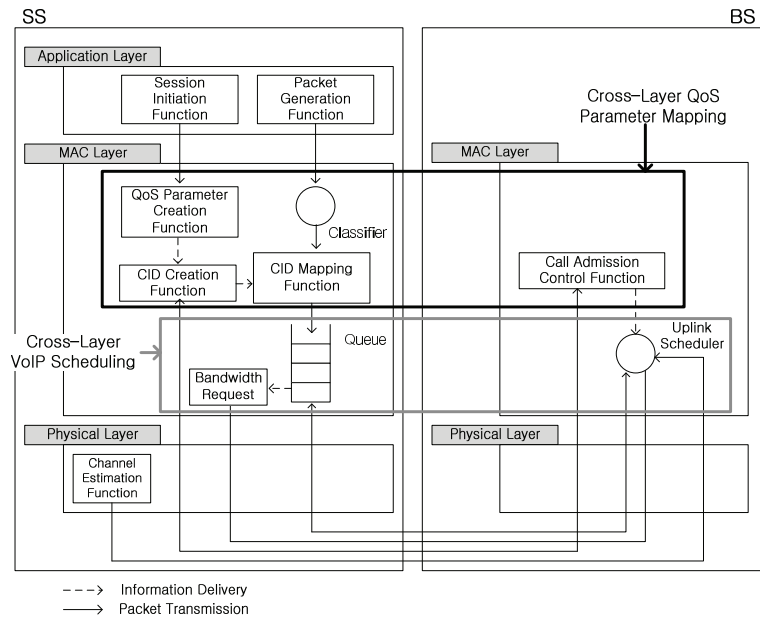 SS
BS
Application Layer
Session
Initiation
Function
Packet
Generation
Function
Cross-Layer QoS
Parameter Mapping
MAC Layer
MAC Layer
QoS Parameter
Creation
Function
Classifier
CID Creation
Function
CID Mapping
Function
Call Admission
Control Function
Cross-Layer
VoIP Scheduling
Queue
Uplink
Scheduler
Bandwidth
Request
Physical Layer
Physical Layer
Channel
Estimation
Function
Information Delivery
Packet Transmission